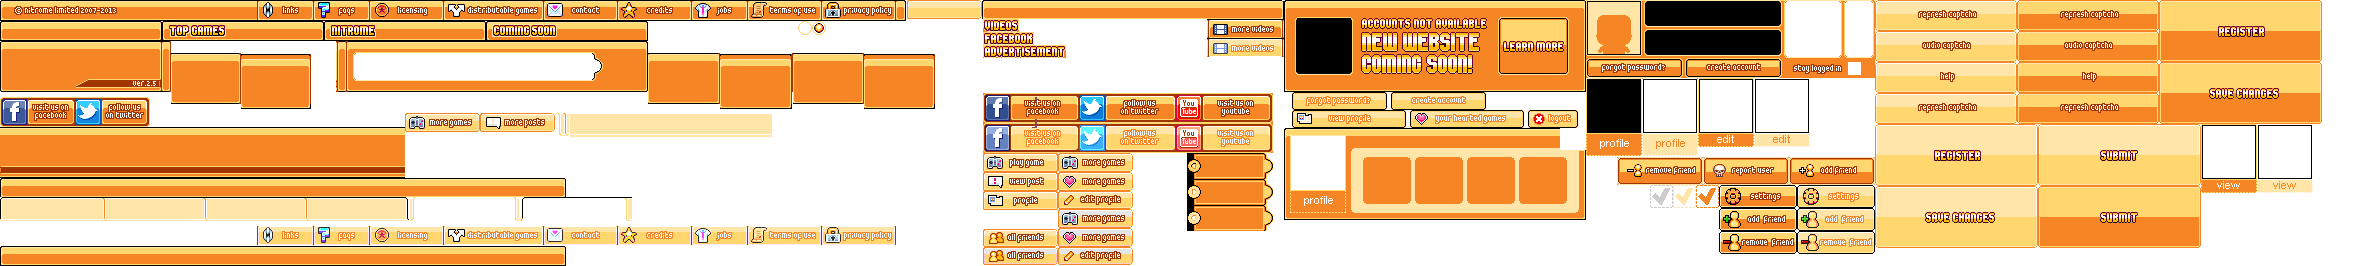 © nitrome limited 2007-2013
links
faqs
licensing
distributable games
contact
credits
jobs
terms of use
privacy policy
TOP GAMES
NITROME
COMING SOON
ver.2.5
visit us on
facebook
follow us
on twitter
more games
more posts
links
faqs
licensing
distributable games
contact
credits
jobs
terms of use
privacy policy
VIDEOS
FACEBOOK
ADVERTISEMENT
more videos
more videos
visit us on
facebook
follow us
on twitter
You
Tube
visit us on
youtube
visit us on
facebook
follow us
on twitter
You
Tube
visit us on
youtube
play game
more games
view post
more games
profile
edit profile
more games
all friends
more games
all friends
edit profile
ACCOUNTS NOT AVAILABLE
NEW WEBSITE
COMING SOON!
LEARN MORE
forgot password?
create account
view profile
your hearted games
logout
profile
forgot password?
create account
stay logged in
profile
profile
edit
edit
remove friend
report user
add friend
settings
settings
add friend
add friend
remove friend
remove friend
refresh captcha
refresh captcha
REGISTER
audio captcha
audio captcha
help
help
SAVE CHANGES
refresh captcha
refresh captcha
REGISTER
SUBMIT
view
view
SAVE CHANGES
SUBMIT